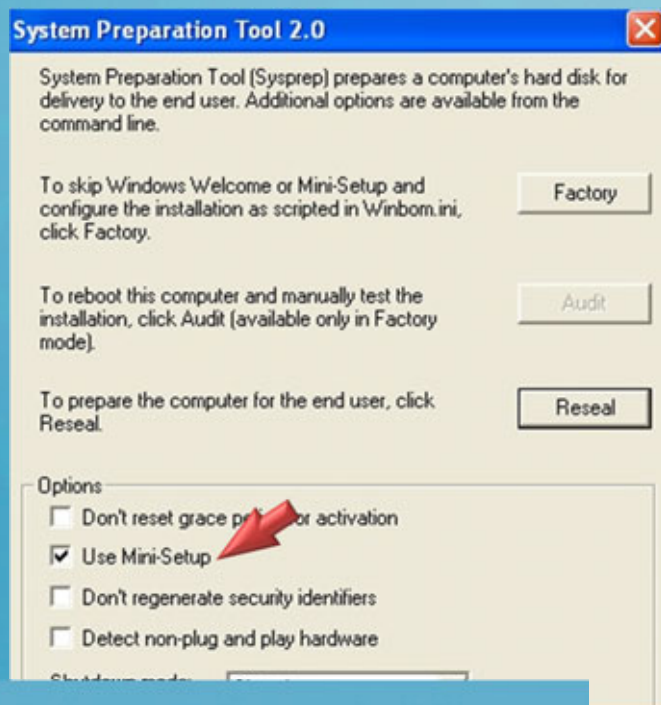 System Preparation Tool 2.0
System Preparation Tool (Sysprep) prepares a computer's hard disk for
delivery to the end user. Additional options are available from the
command line.
To skip Windows Welcome or Mini-Setup and
configure the installation as scripted in Winbom.ini,
click Factory.
Factory
To reboot this computer and manually test the
installation, click Audit (available only in Factory
mode).
Audit
To prepare the computer for the end user, click
Reseal.
Reseal
Options
Don't reset grace for activation
Use Mini-Setup
Don't regenerate security identifiers
Detect non-plug and play hardware